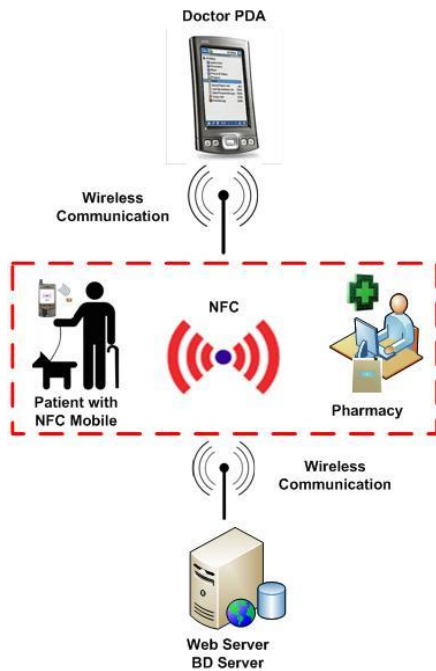 Doctor PDA
Wireless
Communication
NFC
Patient with
NFC Mobile
Pharmacy
Wireless
Communication
Web Server
BD Server